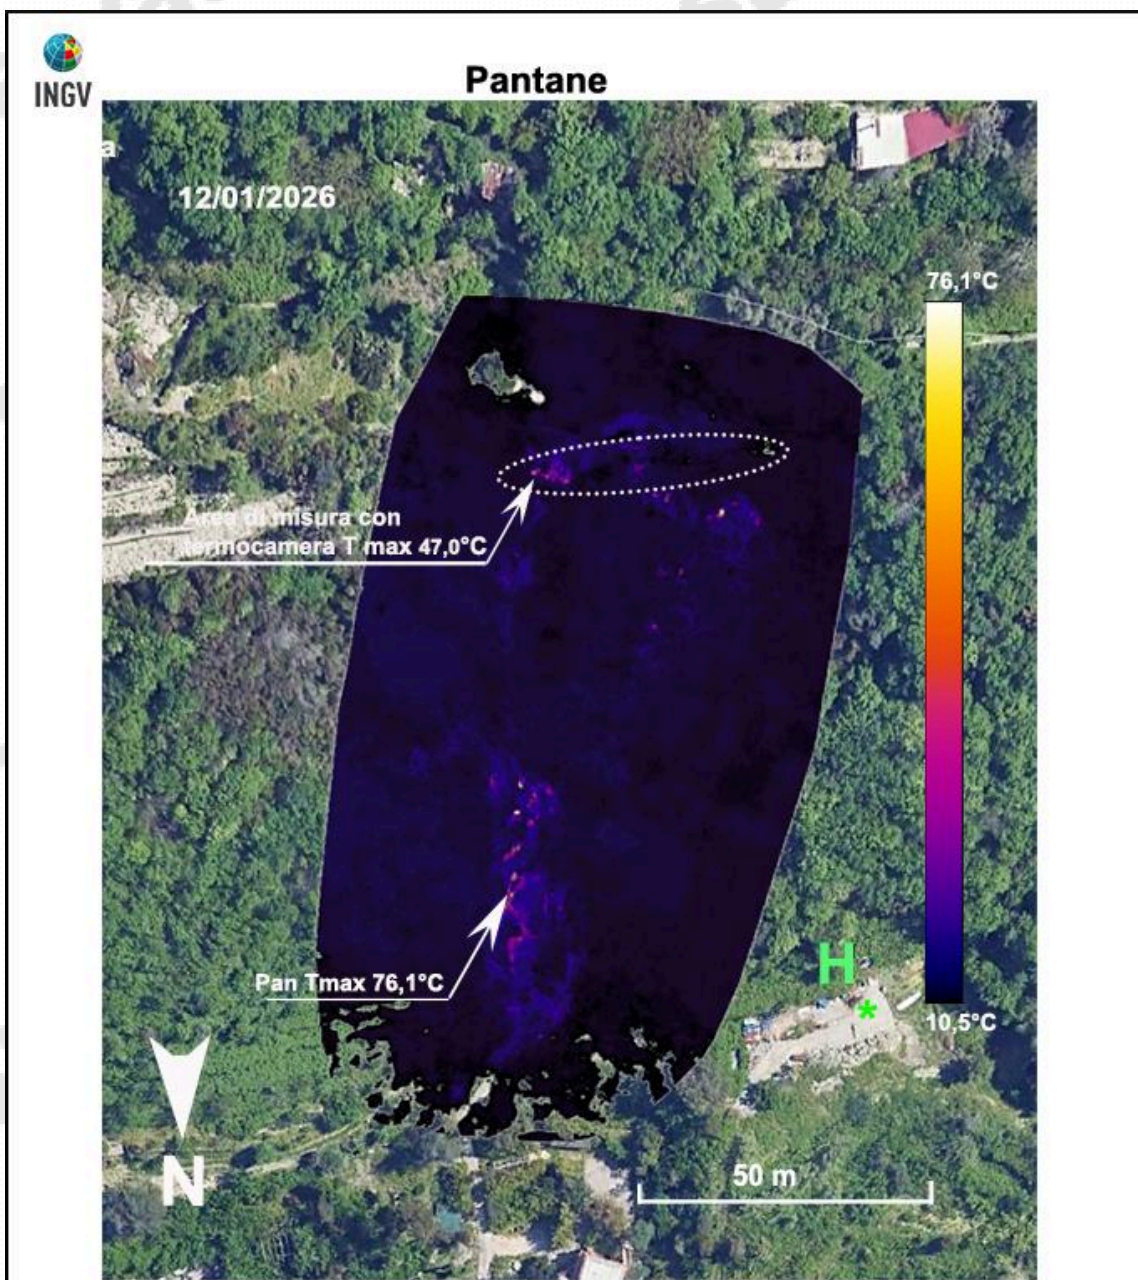 INGV
Pantane
a
12/01/2026
76,1°C
Area di misura con
termocamera T max 47,0°C
Pan Tmax 76,1°C
H
*
10,5°C
N
50 m